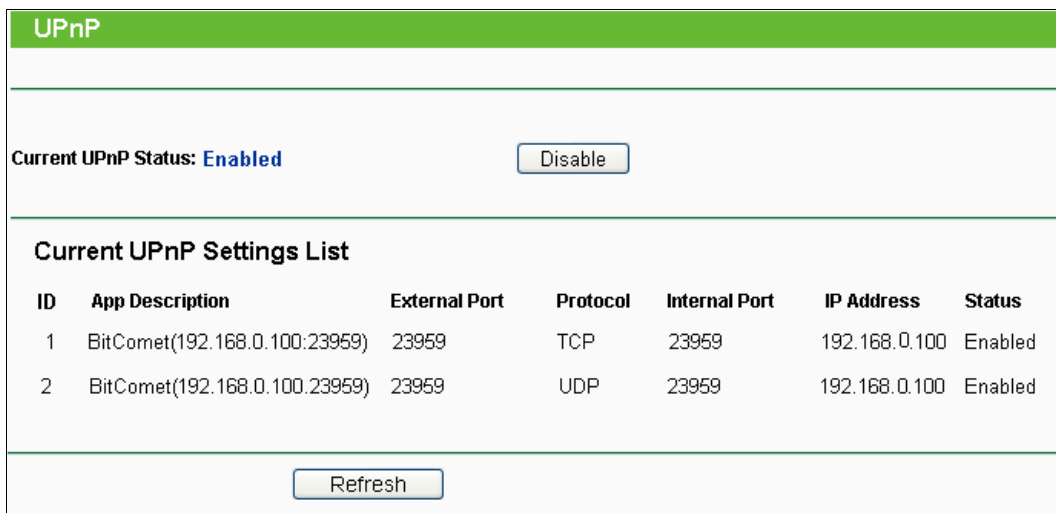 UPnP
Current UPnP Status: Enabled Disable
Current UPnP Settings List
ID App Description External Port Protocol Internal Port IP Address Status
1 BitComet(192.168.0.100:23959) 23959 TCP 23959 192.168.0.100 Enabled
2 BitComet(192.168.0.100.23959) 23959 UDP 23959 192.168.0.100 Enabled
Refresh